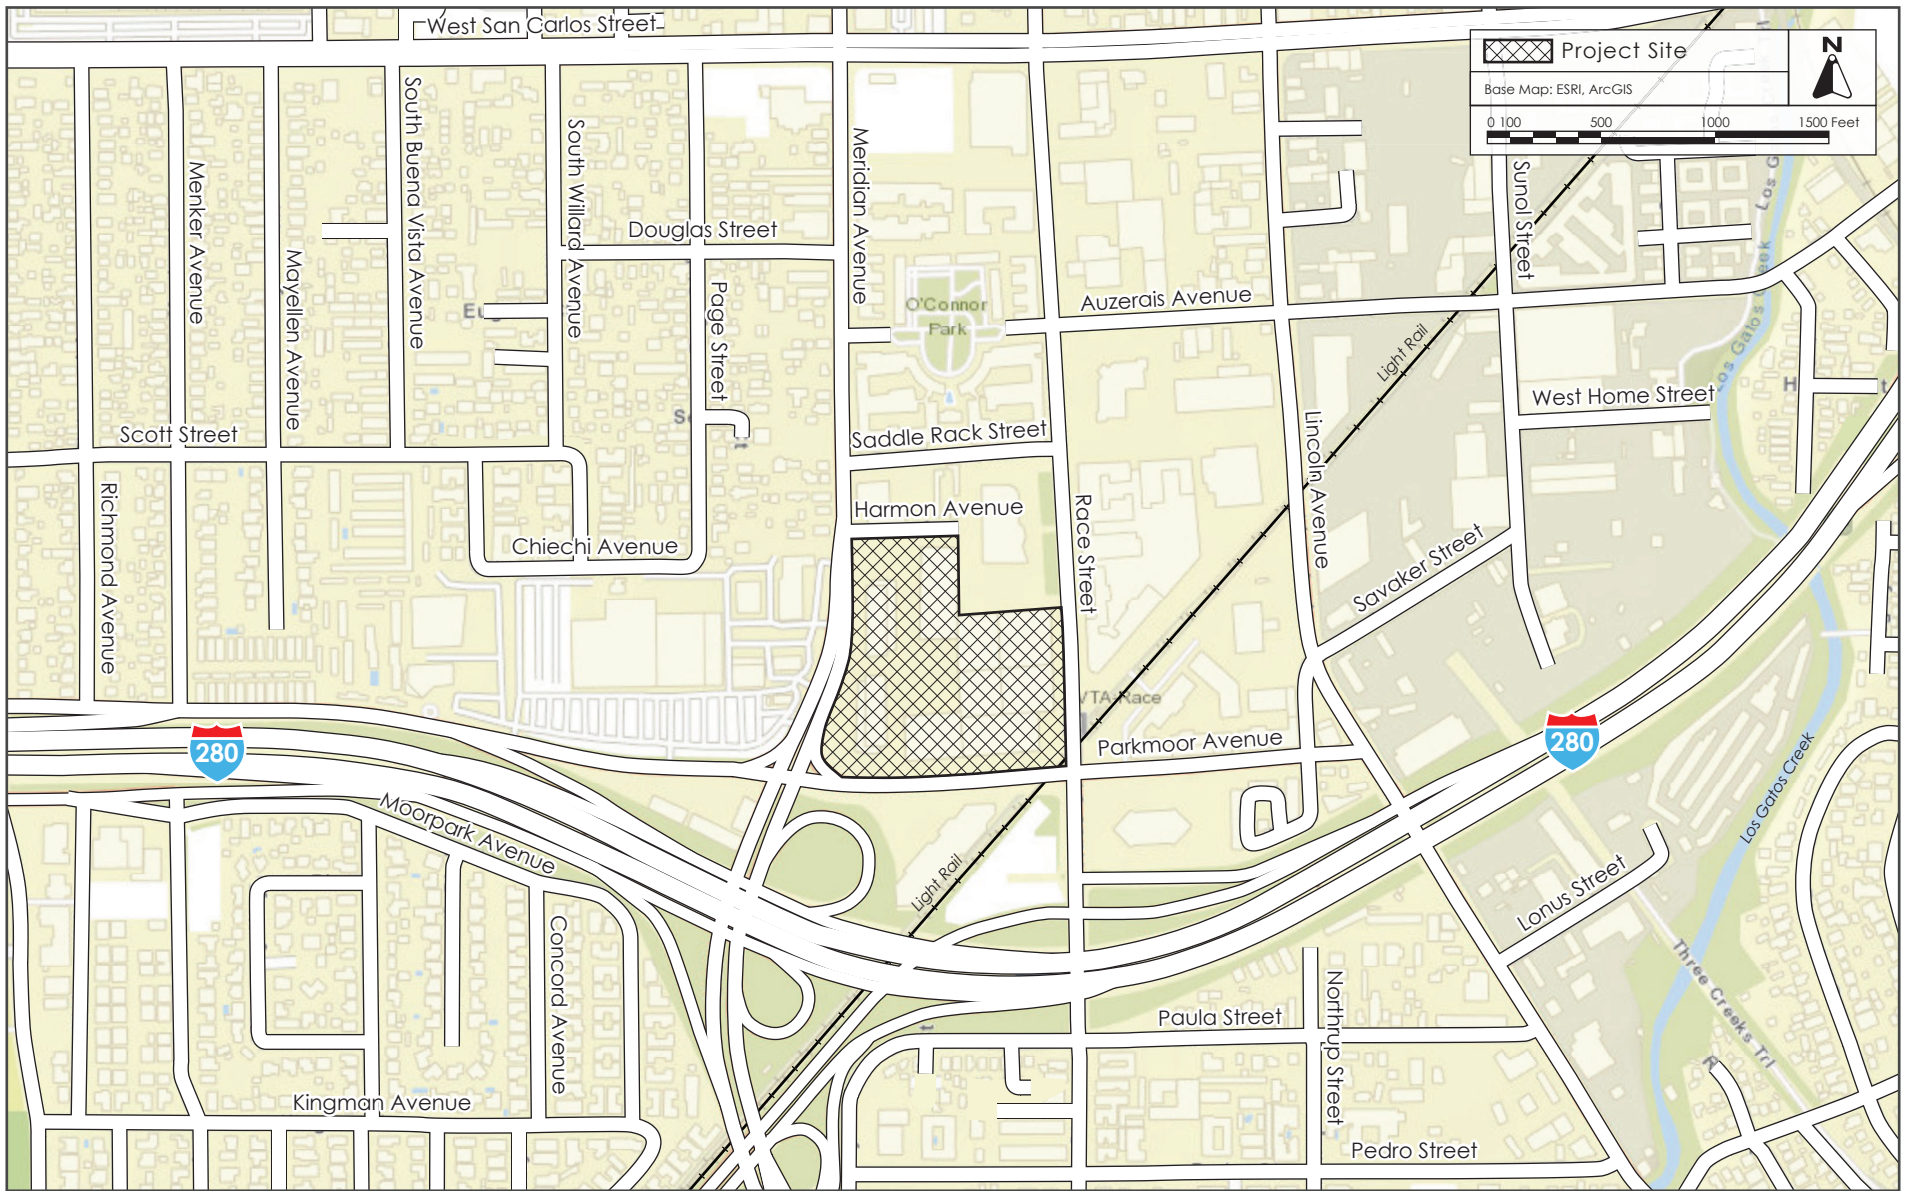 West San Carlos Street
Project Site
N
Base Map: ESRI, ArcGIS
0 100 500 1000 1500 Feet
Menker Avenue
Mayellen Avenue
South Buena Vista Avenue
South Willard Avenue
Douglas Street
Page Street
Meridian Avenue
O'Connor
Park
Auzerais Avenue
Sunol Street
Los Gatos Creek
Light Rail
West Home Street
Scott Street
Saddle Rack Street
Lincoln Avenue
Richmond Avenue
Harmon Avenue
Race Street
Chiechi Avenue
Savaker Street
VTA Race
Parkmoor Avenue
280
280
Los Gatos Creek
Moorpark Avenue
Light Rail
Lonus Street
Concord Avenue
Three Creeks Trl
Northrup Street
Paula Street
Kingman Avenue
Pedro Street